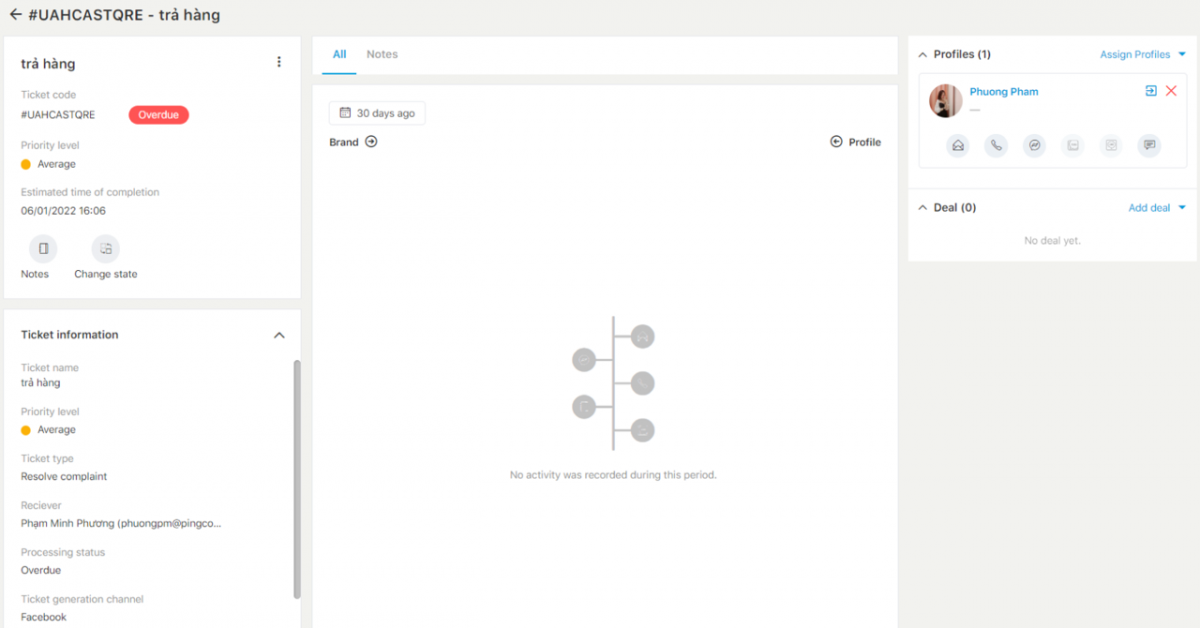 #UAHCASTQRE - trả hàng
trả hàng
Ticket code
#UAHCASTQRE
Overdue
Priority level
Average
Estimated time of completion
06/01/2022 16:06
Notes
Change state
Ticket information
Ticket name
trả hàng
Priority level
Average
Ticket type
Resolve complaint
Reciever
Phạm Minh Phương (phuongpm@pingco...
Processing status
Overdue
Ticket generation channel
Facebook
All
Notes
30 days ago
Brand
Profile
No activity was recorded during this period.
Profiles (1)
Assign Profiles
Phuong Pham
—
Deal (0)
Add deal
No deal yet.